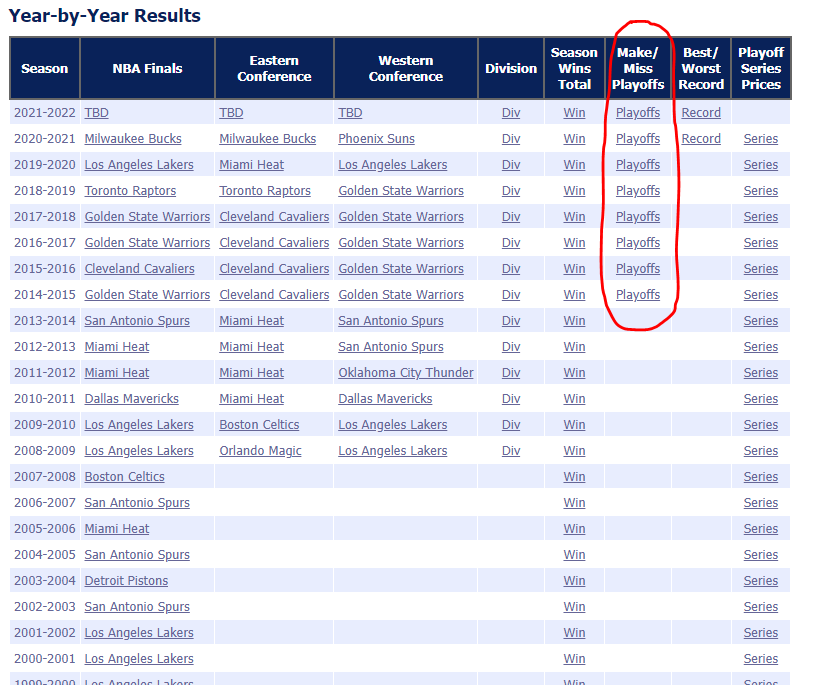 Year-by-Year Results
Season NBA Finals Eastern Conference Western Conference Division Season Wins Total Make/ Miss Playoffs Best/ Worst Record Playoff Series Prices
2021-2022 TBD TBD TBD Div Win Playoffs Record
2020-2021 Milwaukee Bucks Milwaukee Bucks Phoenix Suns Div Win Playoffs Record Series
2019-2020 Los Angeles Lakers Miami Heat Los Angeles Lakers Div Win Playoffs Series
2018-2019 Toronto Raptors Toronto Raptors Golden State Warriors Div Win Playoffs Series
2017-2018 Golden State Warriors Cleveland Cavaliers Golden State Warriors Div Win Playoffs Series
2016-2017 Golden State Warriors Cleveland Cavaliers Golden State Warriors Div Win Playoffs Series
2015-2016 Cleveland Cavaliers Cleveland Cavaliers Golden State Warriors Div Win Playoffs Series
2014-2015 Golden State Warriors Cleveland Cavaliers Golden State Warriors Div Win Playoffs Series
2013-2014 San Antonio Spurs Miami Heat San Antonio Spurs Div Win Series
2012-2013 Miami Heat Miami Heat San Antonio Spurs Div Win Series
2011-2012 Miami Heat Miami Heat Oklahoma City Thunder Div Win Series
2010-2011 Dallas Mavericks Miami Heat Dallas Mavericks Div Win Series
2009-2010 Los Angeles Lakers Boston Celtics Los Angeles Lakers Div Win Series
2008-2009 Los Angeles Lakers Orlando Magic Los Angeles Lakers Div Win Series
2007-2008 Boston Celtics Win Series
2006-2007 San Antonio Spurs Win Series
2005-2006 Miami Heat Win Series
2004-2005 San Antonio Spurs Win Series
2003-2004 Detroit Pistons Win Series
2002-2003 San Antonio Spurs Win Series
2001-2002 Los Angeles Lakers Win Series
2000-2001 Los Angeles Lakers Win Series
1999-2000 Los Angeles Lakers Win Series